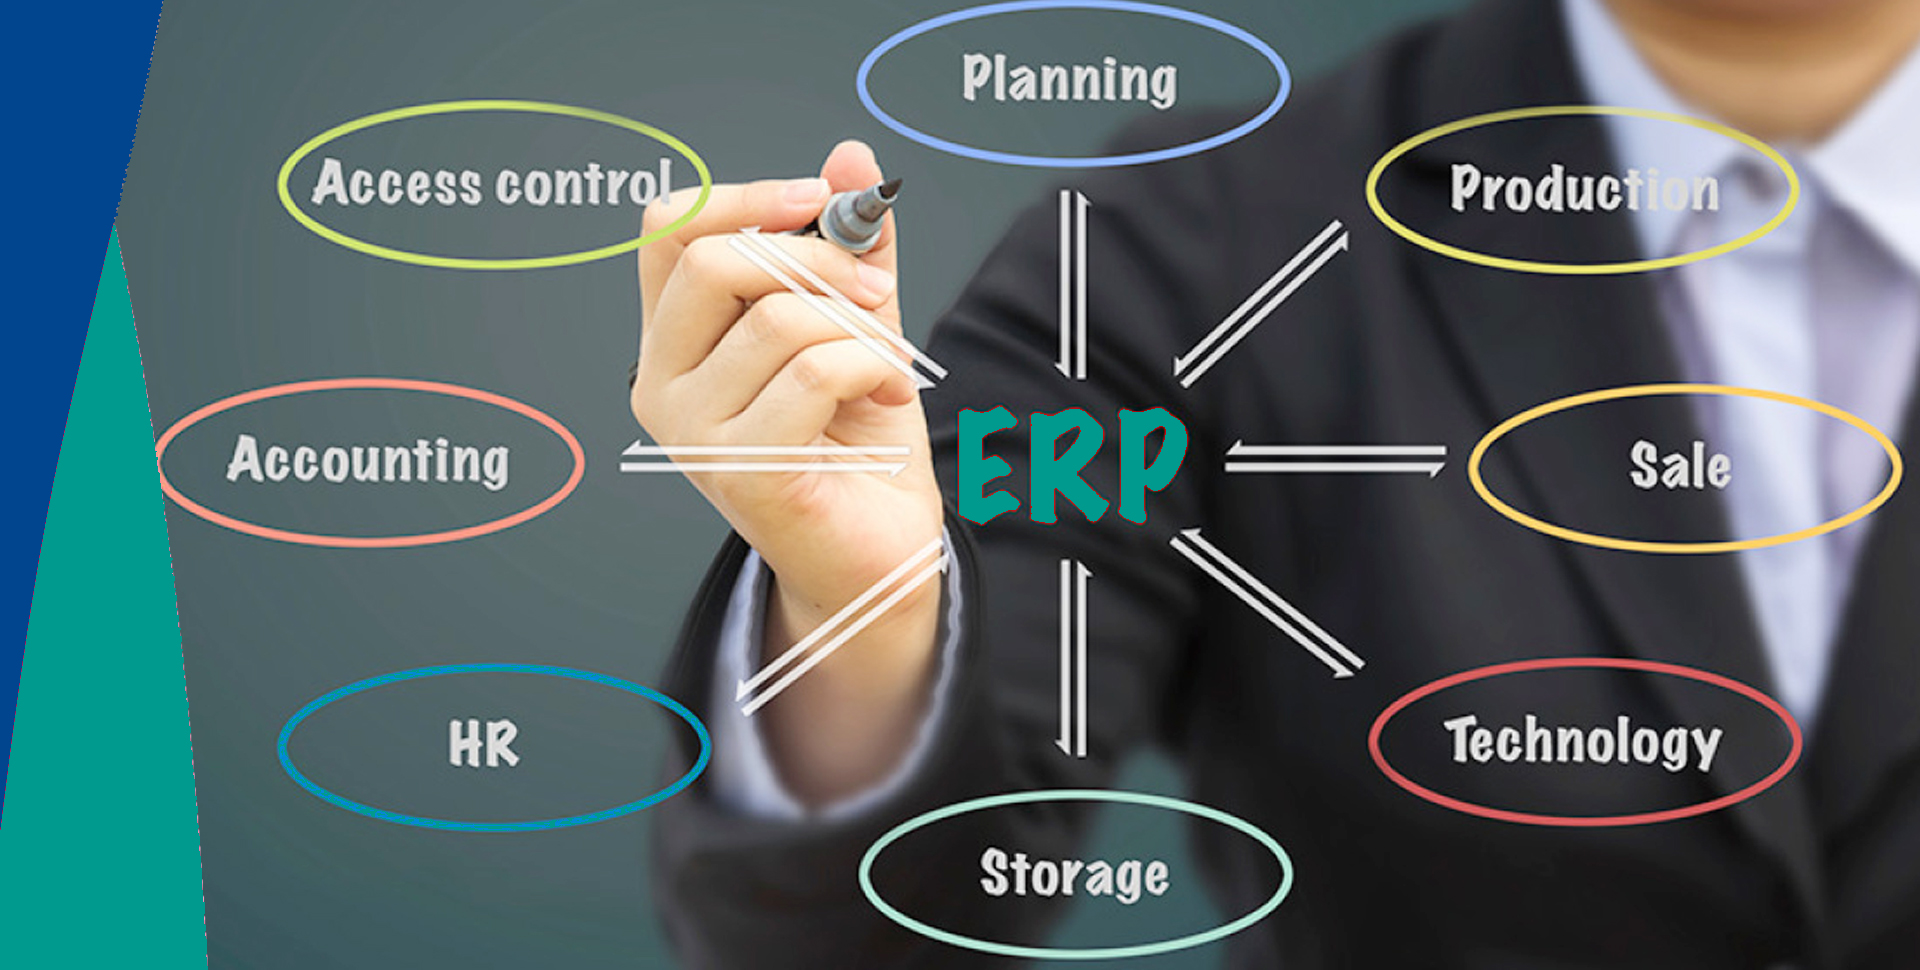 Planning
Access control
Production
Accounting
ERP
Sale
HR
Technology
Storage